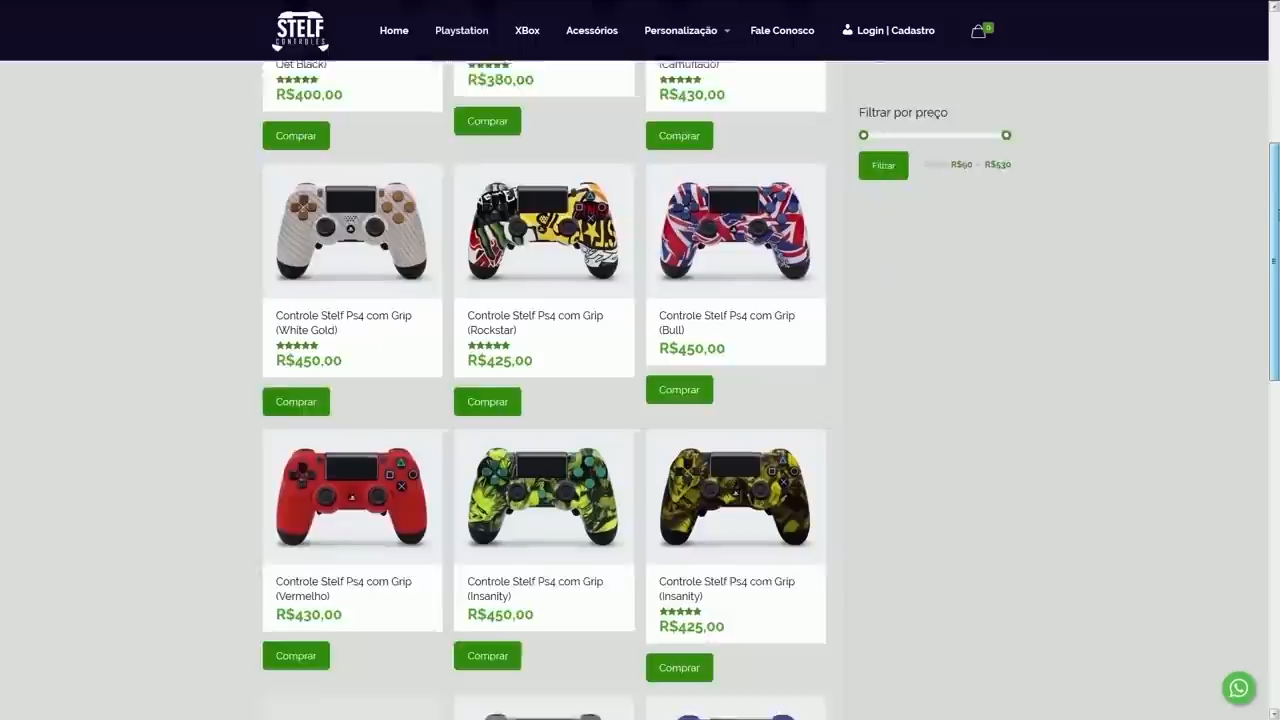 STELF
CONTROLES
Home
Playstation
XBox
Acessórios
Personalização
Fale Conosco
Login | Cadastro
0
(Jet Black)
(Camuflado)
R$400,00
R$380,00
R$430,00
Comprar
Comprar
Comprar
Filtrar por preço
Filtrar
R$90 - R$530
Controle Stelf Ps4 com Grip
(White Gold)
R$450,00
Comprar
Controle Stelf Ps4 com Grip
(Rockstar)
R$425,00
Comprar
Controle Stelf Ps4 com Grip
(Bull)
R$450,00
Comprar
Controle Stelf Ps4 com Grip
(Vermelho)
R$430,00
Comprar
Controle Stelf Ps4 com Grip
(Insanity)
R$450,00
Comprar
Controle Stelf Ps4 com Grip
(Insanity)
R$425,00
Comprar